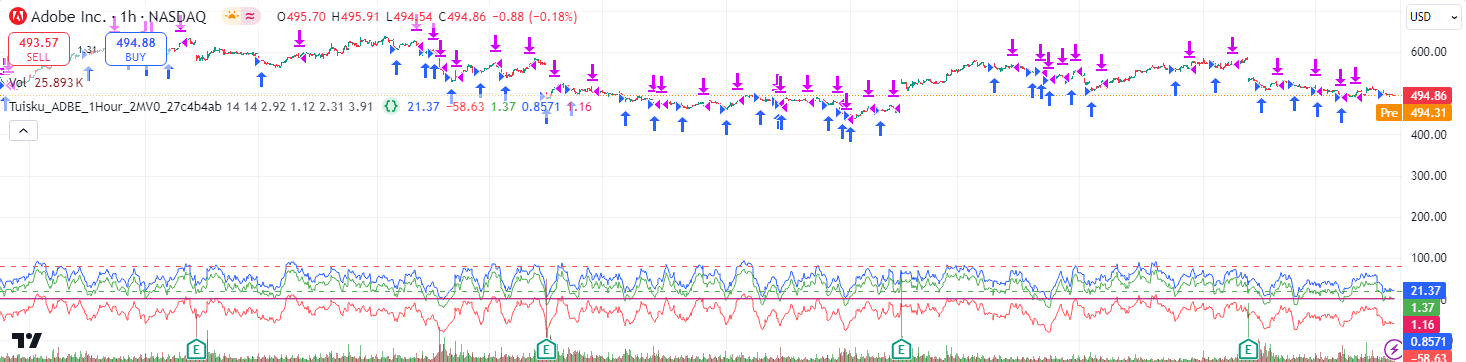 Adobe Inc. · 1h · NASDAQ O495.70 H495.91 L494.54 C494.86 −0.88 (−0.18%)
USD
493.57 SELL
1.31
494.88 BUY
Vol 25.893 K
Tuisku_ADBE_1Hour_2MV0_27c4b4ab 14 14 2.92 1.12 2.31 3.91 21.37 −58.63 1.37 0.8571 1.16
600.00
494.86
Pre 494.31
400.00
300.00
200.00
100.00
21.37
1.37
1.16
0.8571
−58.63
E E E E